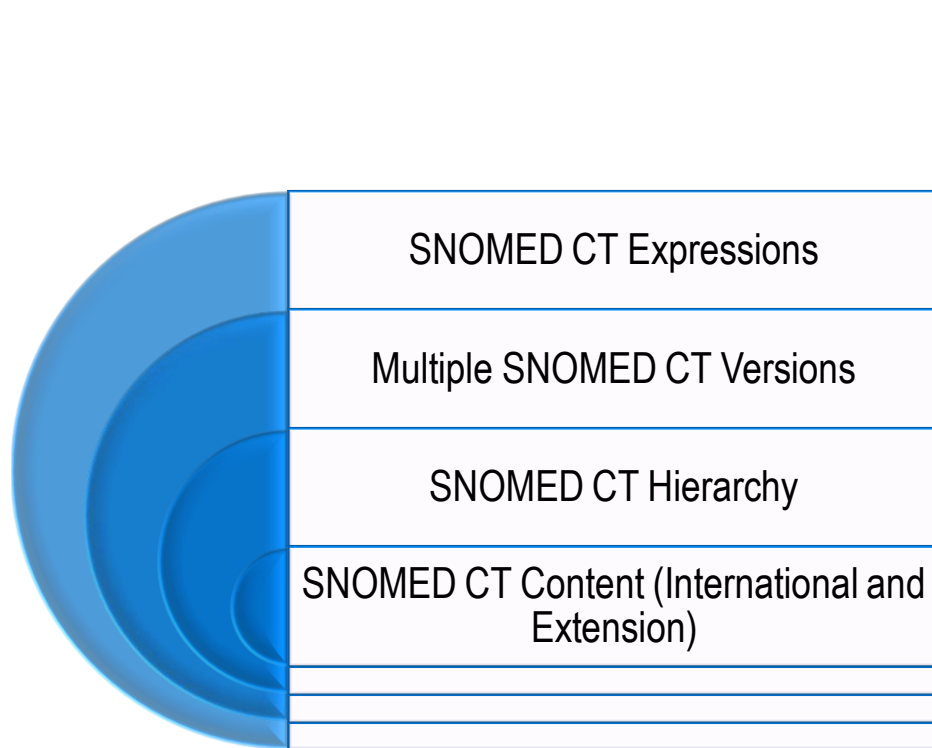 SNOMED CT Expressions
Multiple SNOMED CT Versions
SNOMED CT Hierarchy
SNOMED CT Content (International and
Extension)